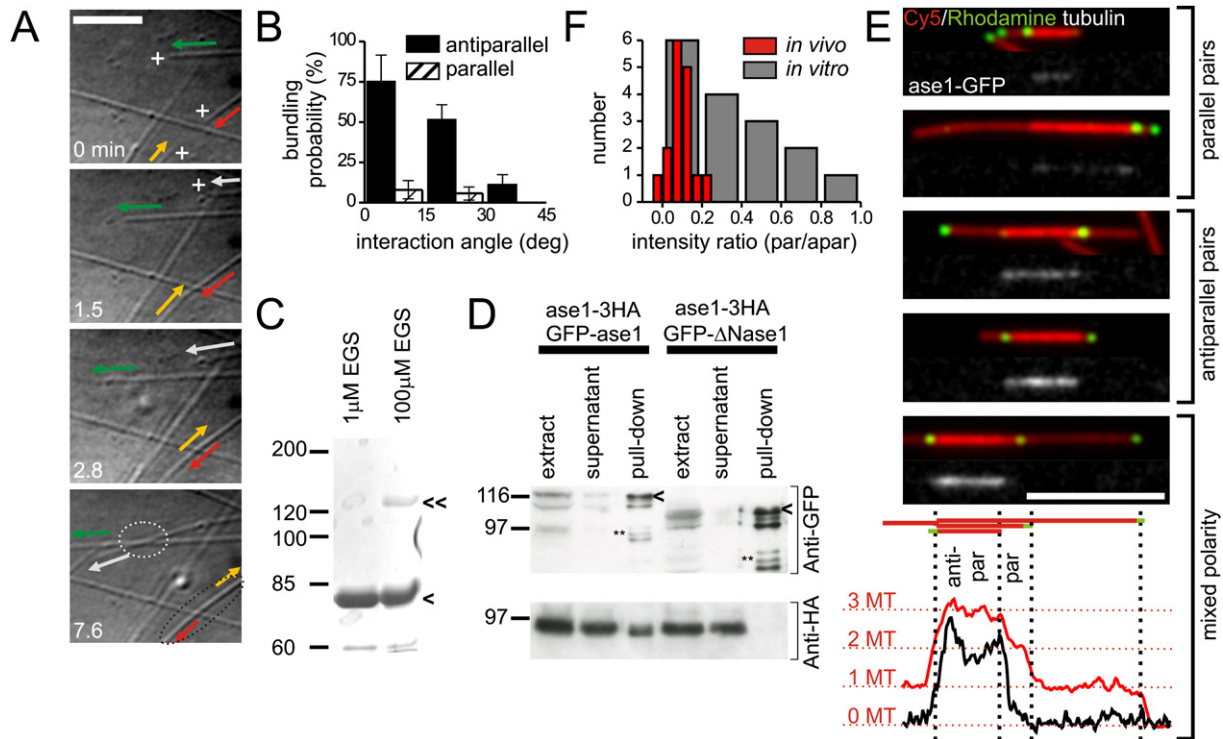 A
+
+
0 min
+
+
1.5
2.8
7.6
B
bundling
probability (%)
100
75
50
25
0
antiparallel
parallel
0 15 30 45
interaction angle (deg)
F
number
6
5
4
3
2
1
0
in vivo
in vitro
0.0 0.2 0.4 0.6 0.8 1.0
intensity ratio (par/apar)
C
1μM EGS
100μM EGS
200
120
100
85
60
<<
<
D
ase1-3HA
GFP-ase1
ase1-3HA
GFP-ΔNase1
extract
supernatant
pull-down
extract
supernatant
pull-down
116
97
<
<
**
**
Anti-GFP
97
Anti-HA
E
Cy5/Rhodamine tubulin
ase1-GFP
parallel pairs
antiparallel pairs
mixed polarity
anti-
par
par
3 MT
2 MT
1 MT
0 MT